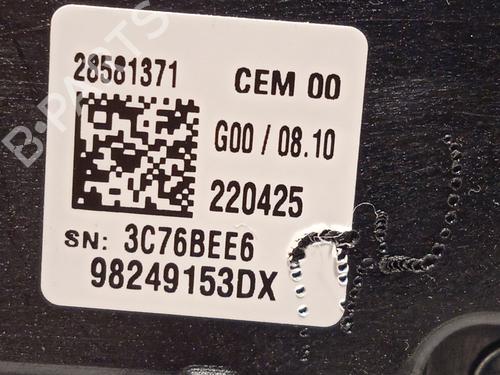 28581371 CEM 00
G00 / 08.10
220425
SN: 3C76BEE6
98249153DX
B-PARTS